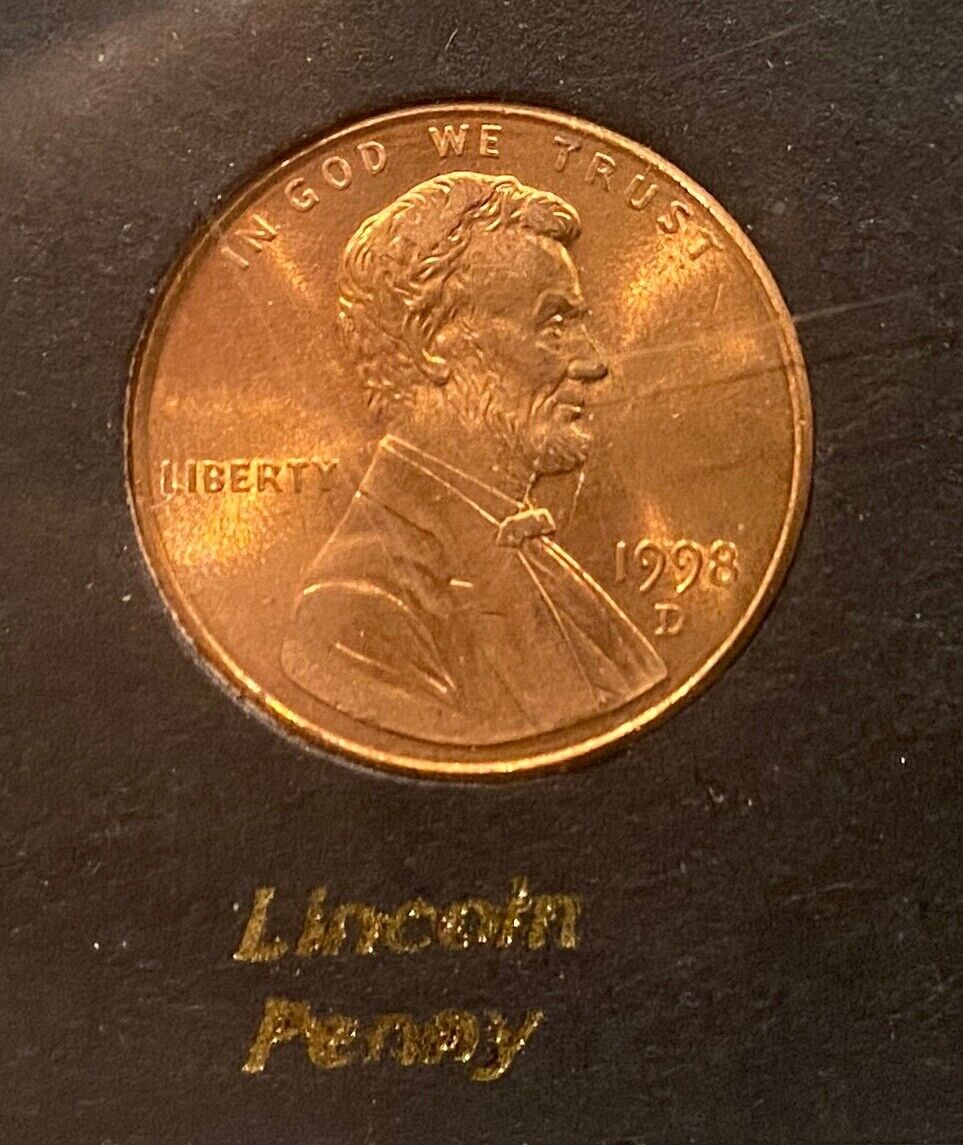 IN GOD WE TRUST
LIBERTY
1998
D
Lincoln
Penny